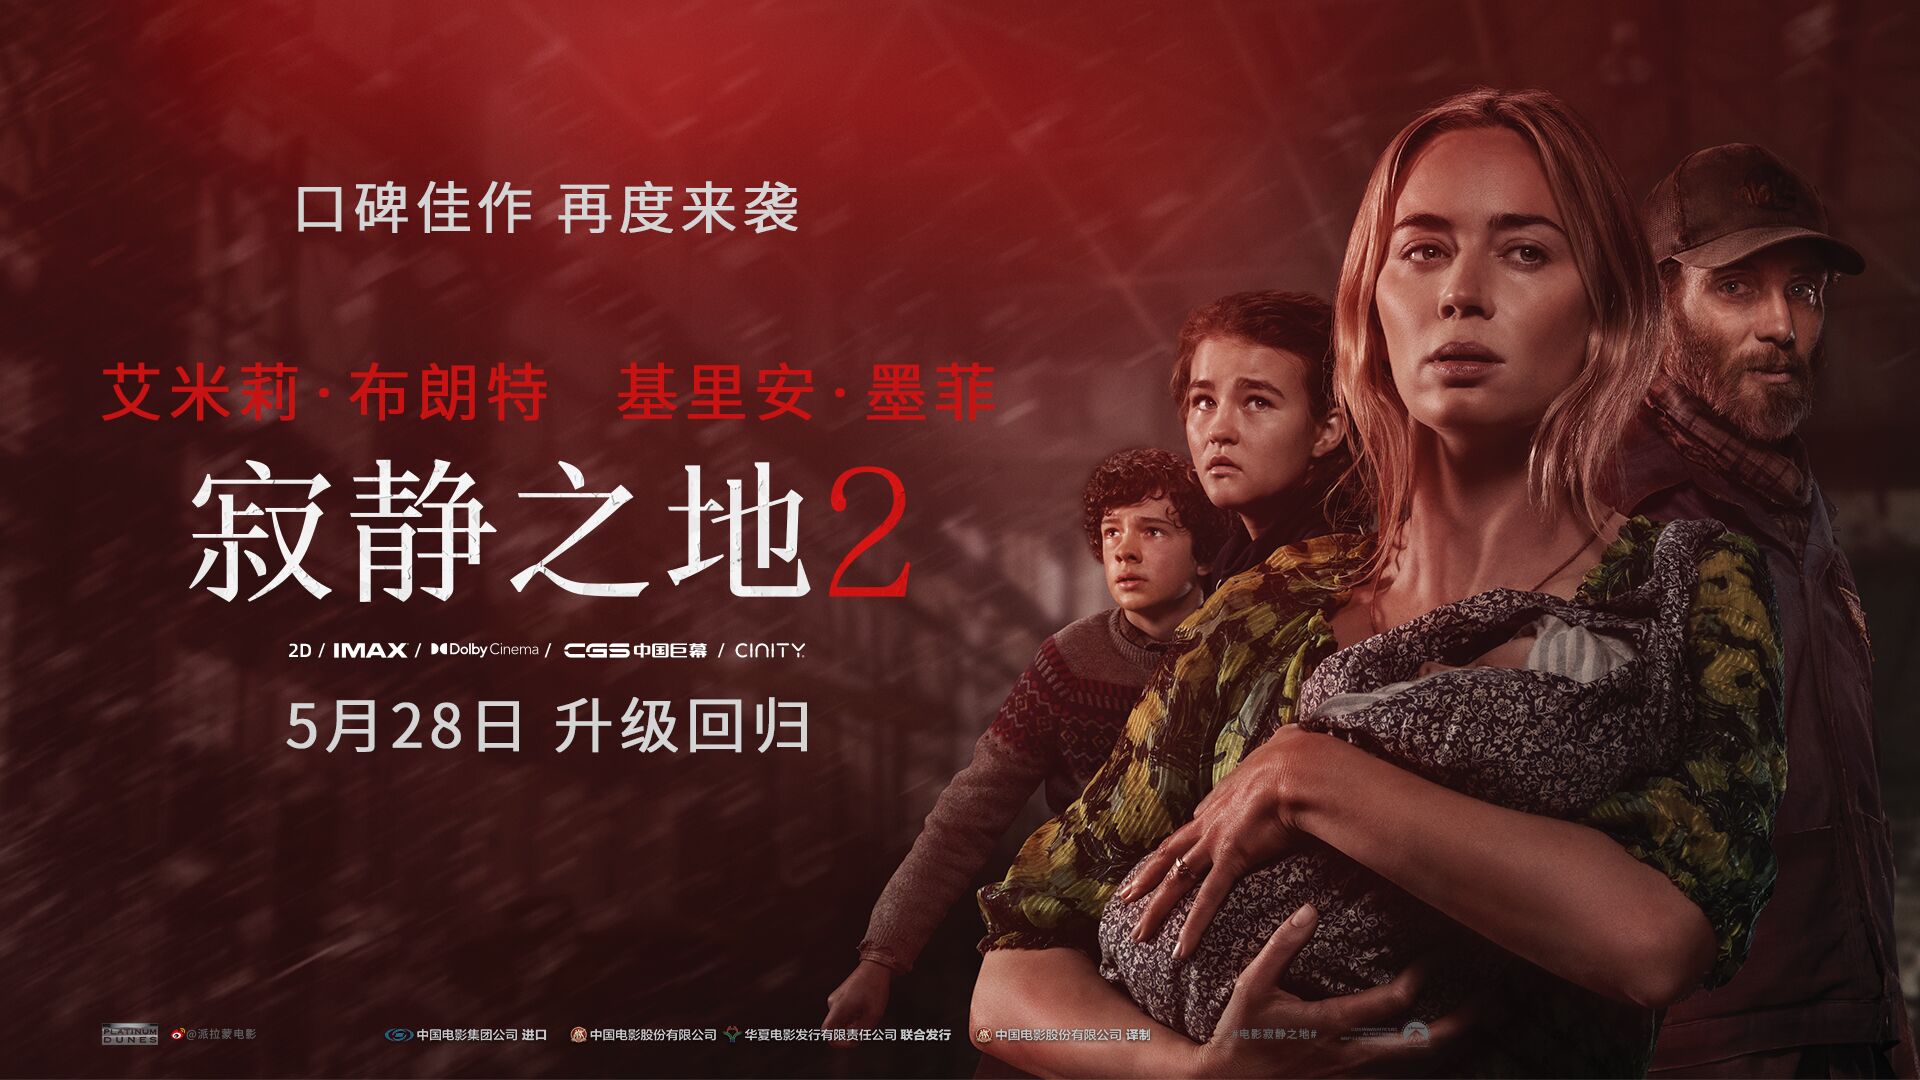 口碑佳作 再度来袭
艾米莉·布朗特 基里安·墨菲
寂静之地2
2D / IMAX / Dolby Cinema / CGS中国巨幕 / CINITY
5月28日 升级回归
PLATINUM DUNES
@派拉蒙电影
中国电影集团公司 进口
中国电影股份有限公司 华夏电影发行有限责任公司 联合发行
中国电影股份有限公司 译制
#电影寂静之地#